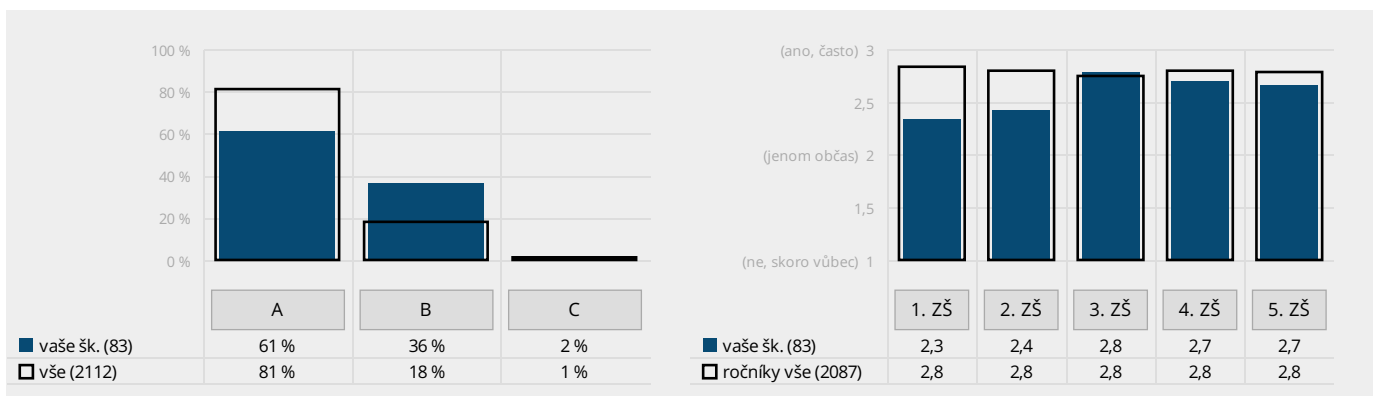 100 %
80 %
60 %
40 %
20 %
0 %
A B C
vaše šk. (83) 61 % 36 % 2 %
vše (2112) 81 % 18 % 1 %
(ano, často) 3
2,5
(jenom občas) 2
1,5
(ne, skoro vůbec) 1
1. ZŠ 2. ZŠ 3. ZŠ 4. ZŠ 5. ZŠ
vaše šk. (83) 2,3 2,4 2,8 2,7 2,7
ročníky vše (2087) 2,8 2,8 2,8 2,8 2,8